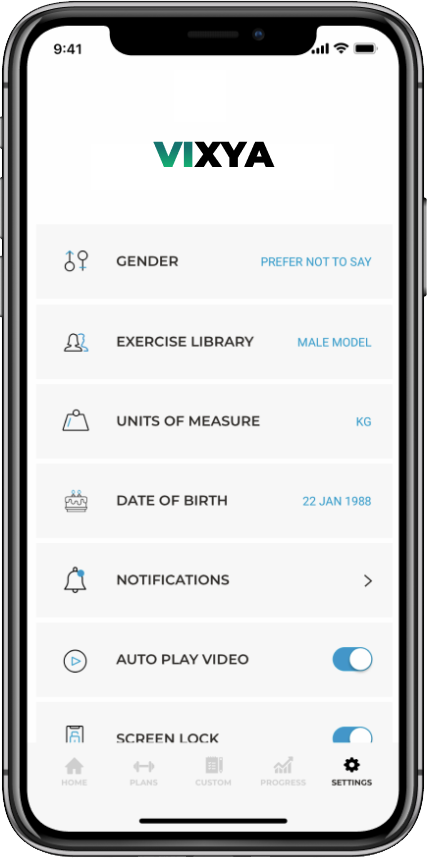 9:41
VIXYA
GENDER PREFER NOT TO SAY
EXERCISE LIBRARY MALE MODEL
UNITS OF MEASURE KG
DATE OF BIRTH 22 JAN 1988
NOTIFICATIONS
AUTO PLAY VIDEO
SCREEN LOCK
HOME PLANS CUSTOM PROGRESS SETTINGS